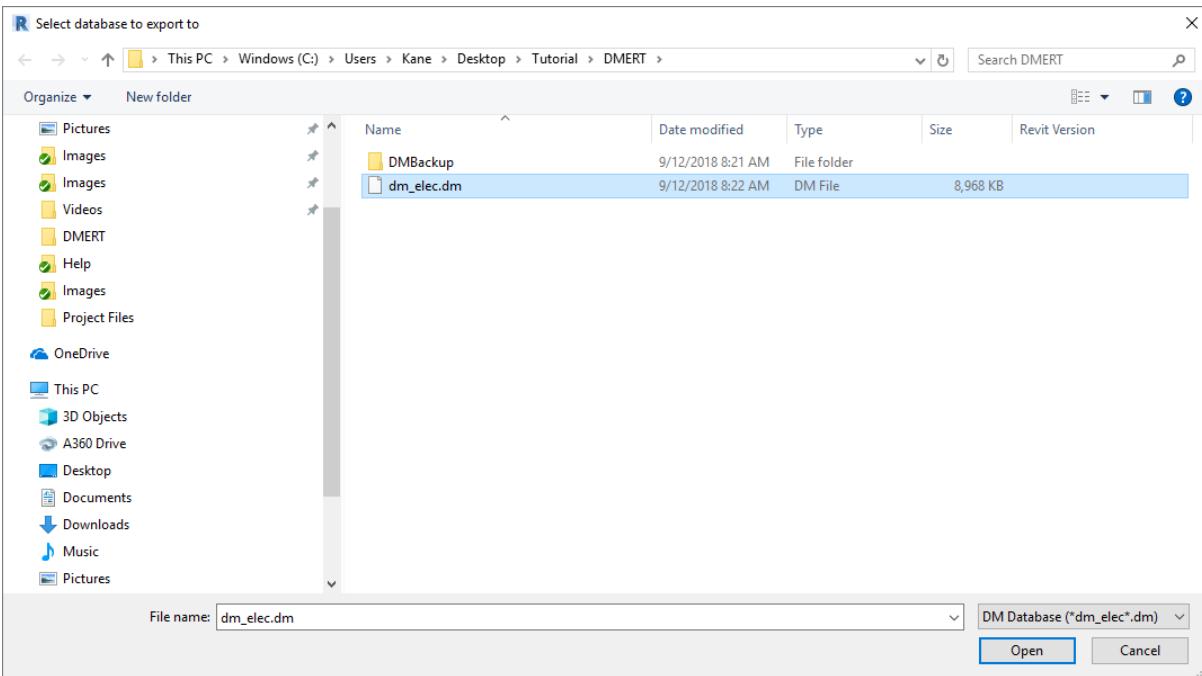 Select database to export to
This PC > Windows (C:) > Users > Kane > Desktop > Tutorial > DMERT >
Search DMERT
Organize
New folder
Pictures
Images
Images
Videos
DMERT
Help
Images
Project Files
OneDrive
This PC
3D Objects
A360 Drive
Desktop
Documents
Downloads
Music
Pictures
Name Date modified Type Size Revit Version
DMBackup 9/12/2018 8:21 AM File folder
dm_elec.dm 9/12/2018 8:22 AM DM File 8,968 KB
File name: dm_elec.dm
DM Database (*dm_elec*.dm)
Open Cancel